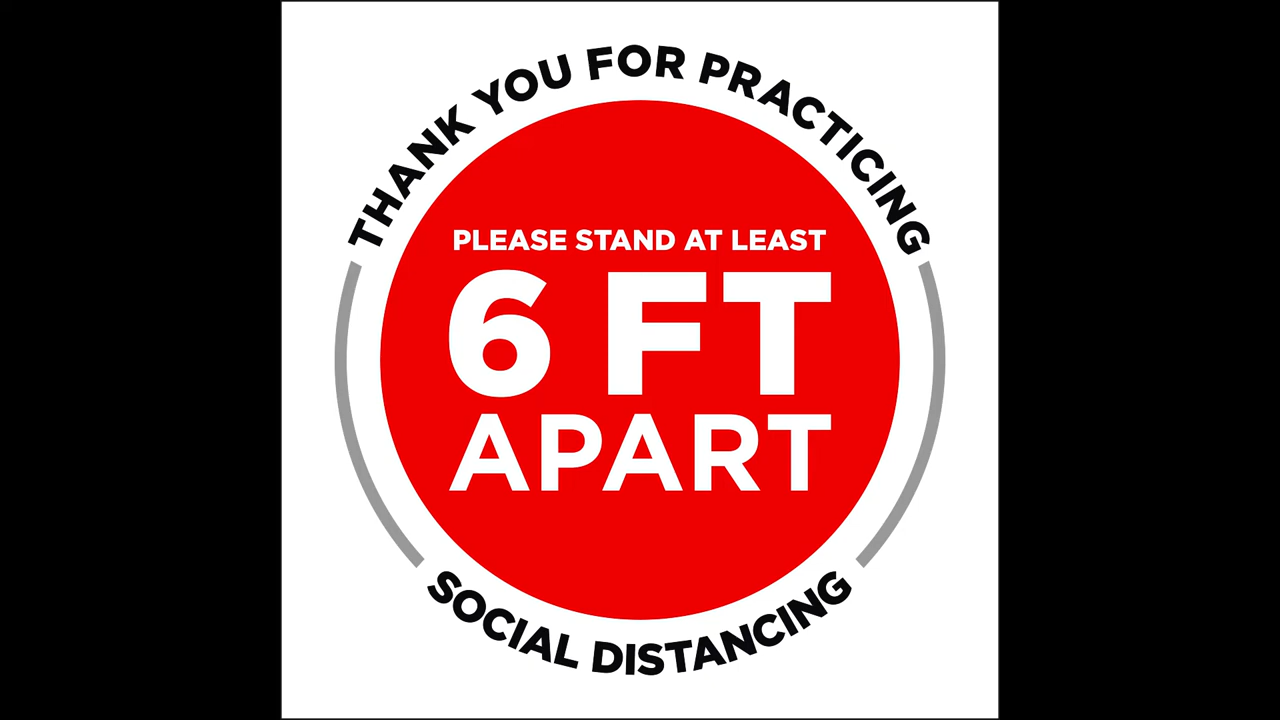 THANK YOU FOR PRACTICING
PLEASE STAND AT LEAST
6 FT
APART
SOCIAL DISTANCING